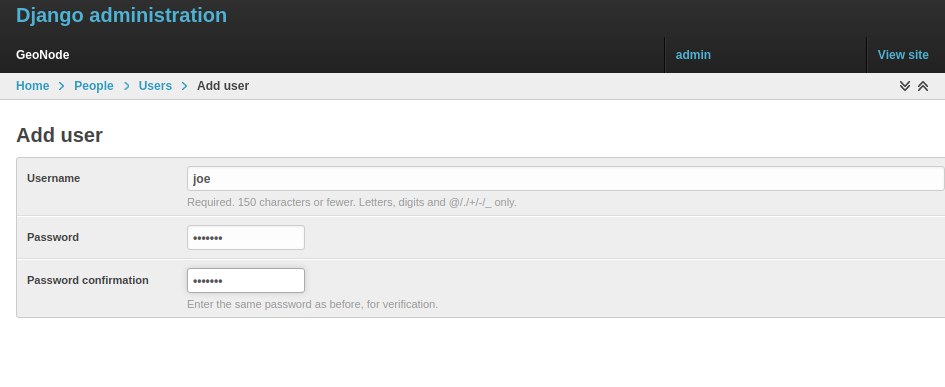 Django administration
GeoNode admin View site
Home > People > Users > Add user
Add user
Username joe
Required. 150 characters or fewer. Letters, digits and @/./+/-/_ only.
Password •••••••
Password confirmation •••••••
Enter the same password as before, for verification.